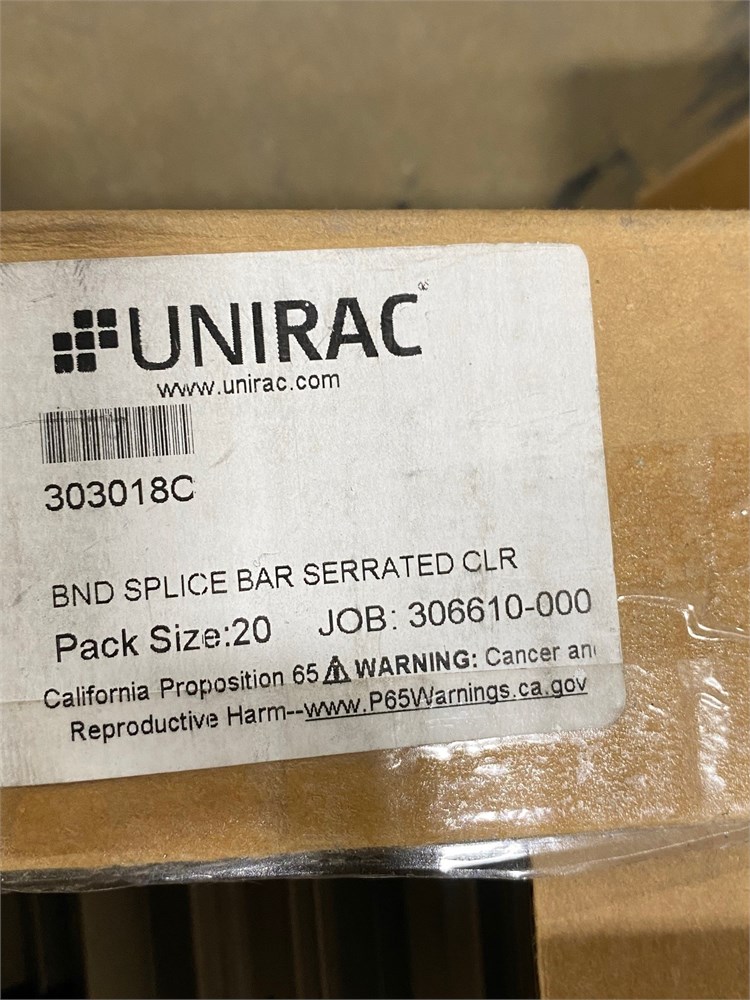 UNIRAC®
www.unirac.com
303018C
BND SPLICE BAR SERRATED CLR
Pack Size:20 JOB: 306610-000
California Proposition 65 ⚠ WARNING: Cancer an
Reproductive Harm--www.P65Warnings.ca.gov